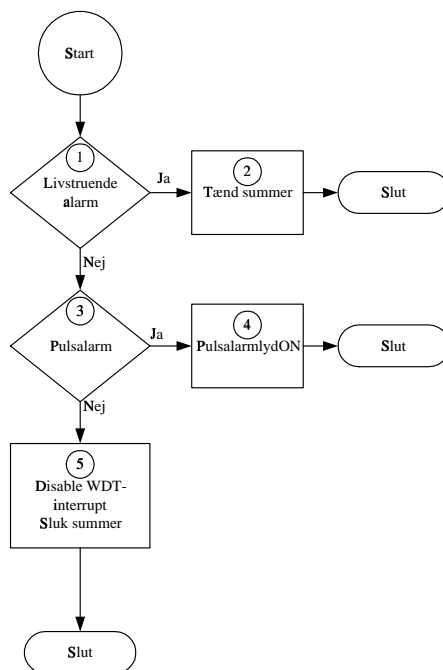 Start
1
Livstruende
alarm
Ja
2
Tænd summer
Slut
Nej
3
Pulsalarm
Ja
4
PulsalarmlydON
Slut
Nej
5
Disable WDT-
interrupt
Sluk summer
Slut